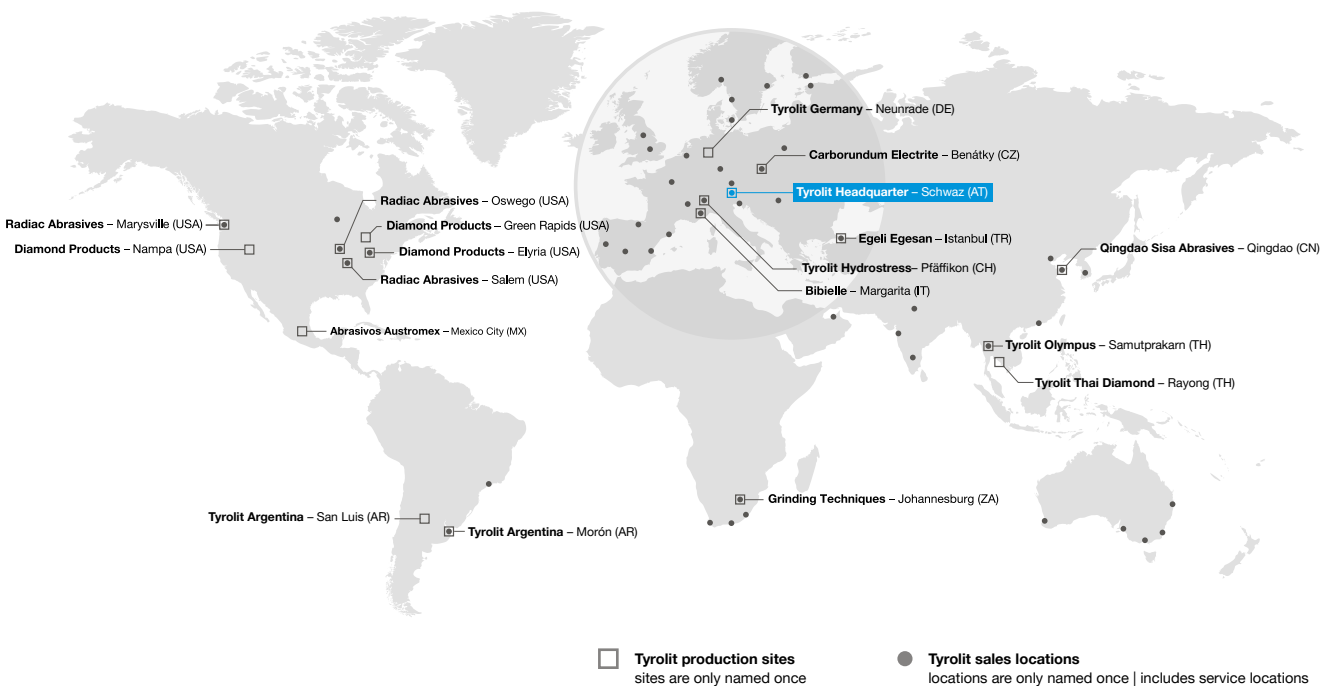 Tyrolit Germany – Neunrade (DE)
Carborundum Electrite – Benátky (CZ)
Tyrolit Headquarter – Schwaz (AT)
Radiac Abrasives – Oswego (USA)
Radiac Abrasives – Marysville (USA)
Diamond Products – Green Rapids (USA)
Diamond Products – Nampa (USA)
Diamond Products – Elyria (USA)
Egeli Egesan – Istanbul (TR)
Qingdao Sisa Abrasives – Qingdao (CN)
Tyrolit Hydrostress– Pfäffikon (CH)
Radiac Abrasives – Salem (USA)
Bibielle – Margarita (IT)
Abrasivos Austromex – Mexico City (MX)
Tyrolit Olympus – Samutprakarn (TH)
Tyrolit Thai Diamond – Rayong (TH)
Grinding Techniques – Johannesburg (ZA)
Tyrolit Argentina – San Luis (AR)
Tyrolit Argentina – Morón (AR)
Tyrolit production sites
sites are only named once
Tyrolit sales locations
locations are only named once | includes service locations